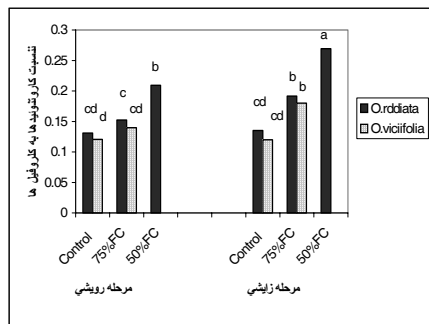 نسبت کاروتنوئیدها به کلروفیل ها
0.3
0.25
0.2
0.15
0.1
0.05
0
cd
d
c
cd
b
cd
cd
b
b
a
Control
75%FC
50%FC
Control
75%FC
50%FC
مرحله رويشي
مرحله زايشي
O.rddiata
O.viciifolia